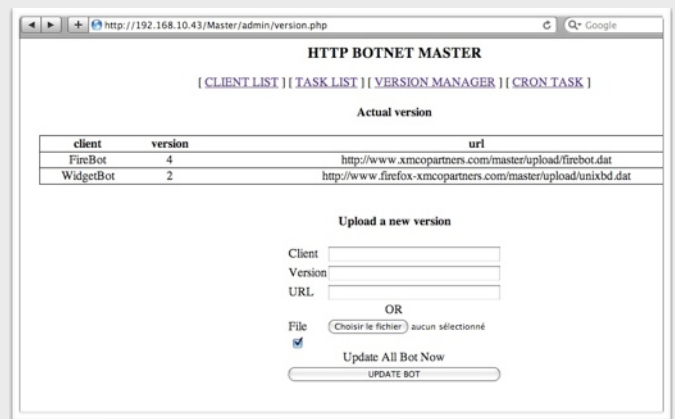 http://192.168.10.43/Master/admin/version.php
Google
HTTP BOTNET MASTER
[ CLIENT LIST ] [ TASK LIST ] [ VERSION MANAGER ] [ CRON TASK ]
Actual version
client version url
FireBot 4 http://www.xmcopartners.com/master/upload/firebot.dat
WidgetBot 2 http://www.firefox-xmcopartners.com/master/upload/unixbd.dat
Upload a new version
Client
Version
URL
OR
File Choisir le fichier aucun sélectionné
Update All Bot Now
UPDATE BOT